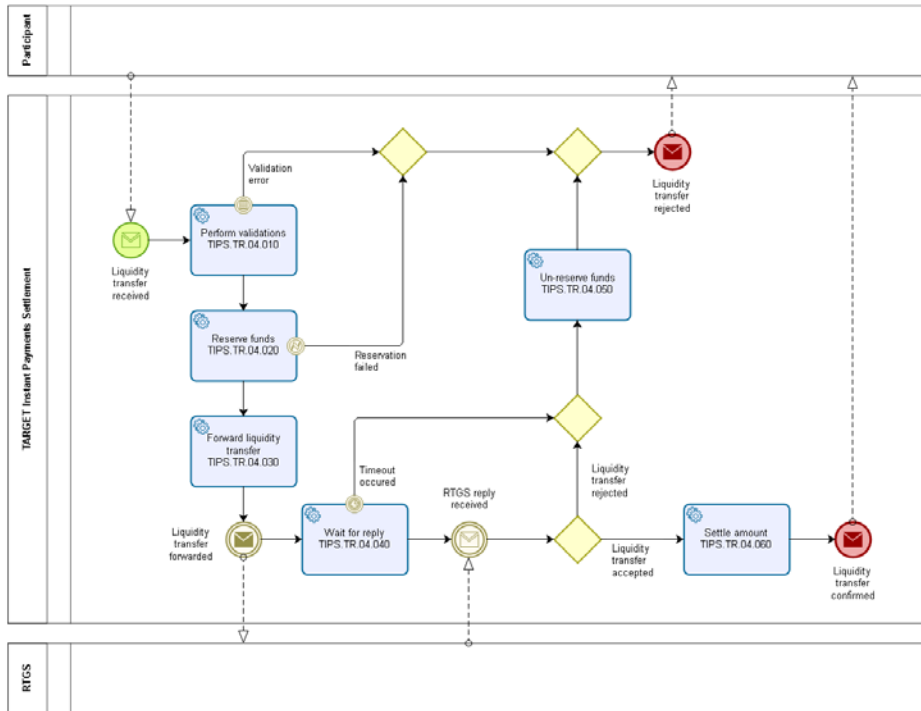 Participant
TARGET Instant Payments Settlement
Validation
error
Liquidity
transfer
rejected
Perform validations
TIPS.TR.04.010
Liquidity
transfer
received
Un-reserve funds
TIPS.TR.04.050
Reserve funds
TIPS.TR.04.020
Reservation
failed
Forward liquidity
transfer
TIPS.TR.04.030
Timeout
occured
RTGS reply
received
Liquidity
transfer
rejected
Liquidity
transfer
forwarded
Wait for reply
TIPS.TR.04.040
Liquidity
transfer
accepted
Settle amount
TIPS.TR.04.060
Liquidity
transfer
confirmed
RTGS